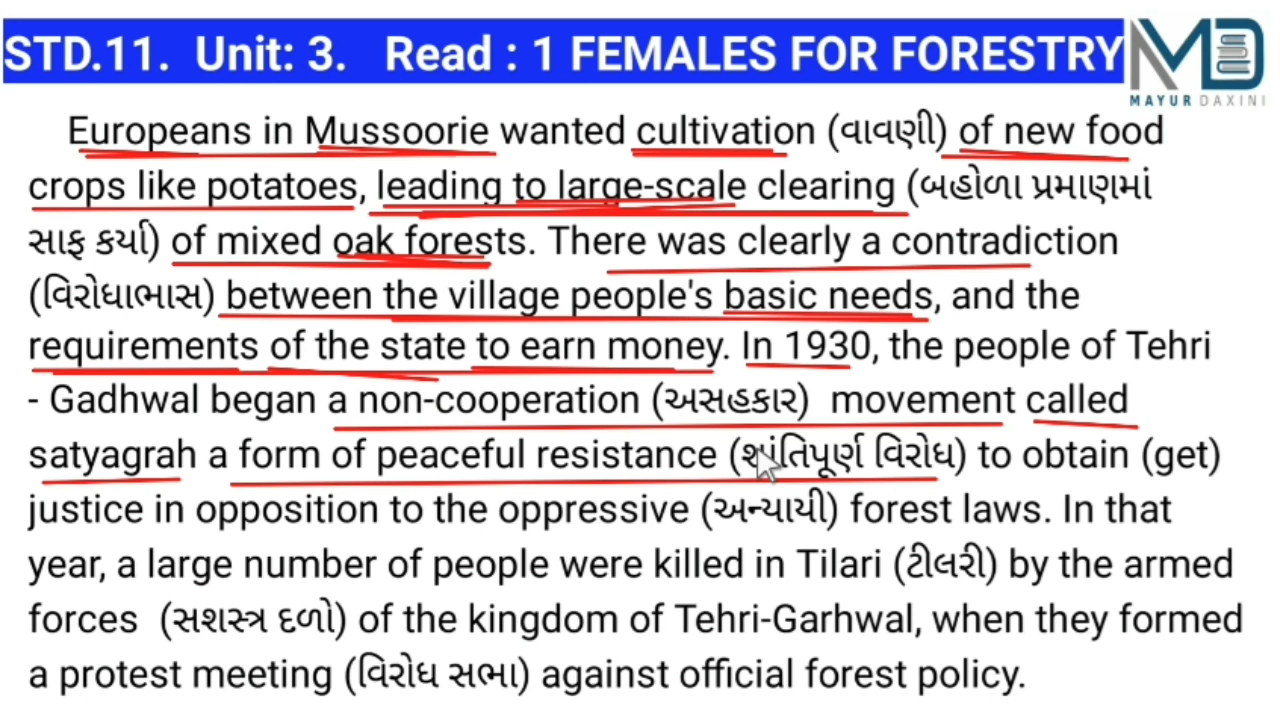 STD.11. Unit: 3. Read : 1 FEMALES FOR FORESTRY
MAYUR DAXINI
Europeans in Mussoorie wanted cultivation (વાવણી) of new food
crops like potatoes, leading to large-scale clearing (બહોળા પ્રમાણમાં
સાફ કર્યા) of mixed oak forests. There was clearly a contradiction
(વિરોધાભાસ) between the village people's basic needs, and the
requirements of the state to earn money. In 1930, the people of Tehri
- Gadhwal began a non-cooperation (અસહકાર) movement called
satyagrah a form of peaceful resistance (શાંતિપૂર્ણ વિરોધ) to obtain (get)
justice in opposition to the oppressive (અન્યાયી) forest laws. In that
year, a large number of people were killed in Tilari (ટીલરી) by the armed
forces (સશસ્ત્ર દળો) of the kingdom of Tehri-Garhwal, when they formed
a protest meeting (વિરોધ સભા) against official forest policy.